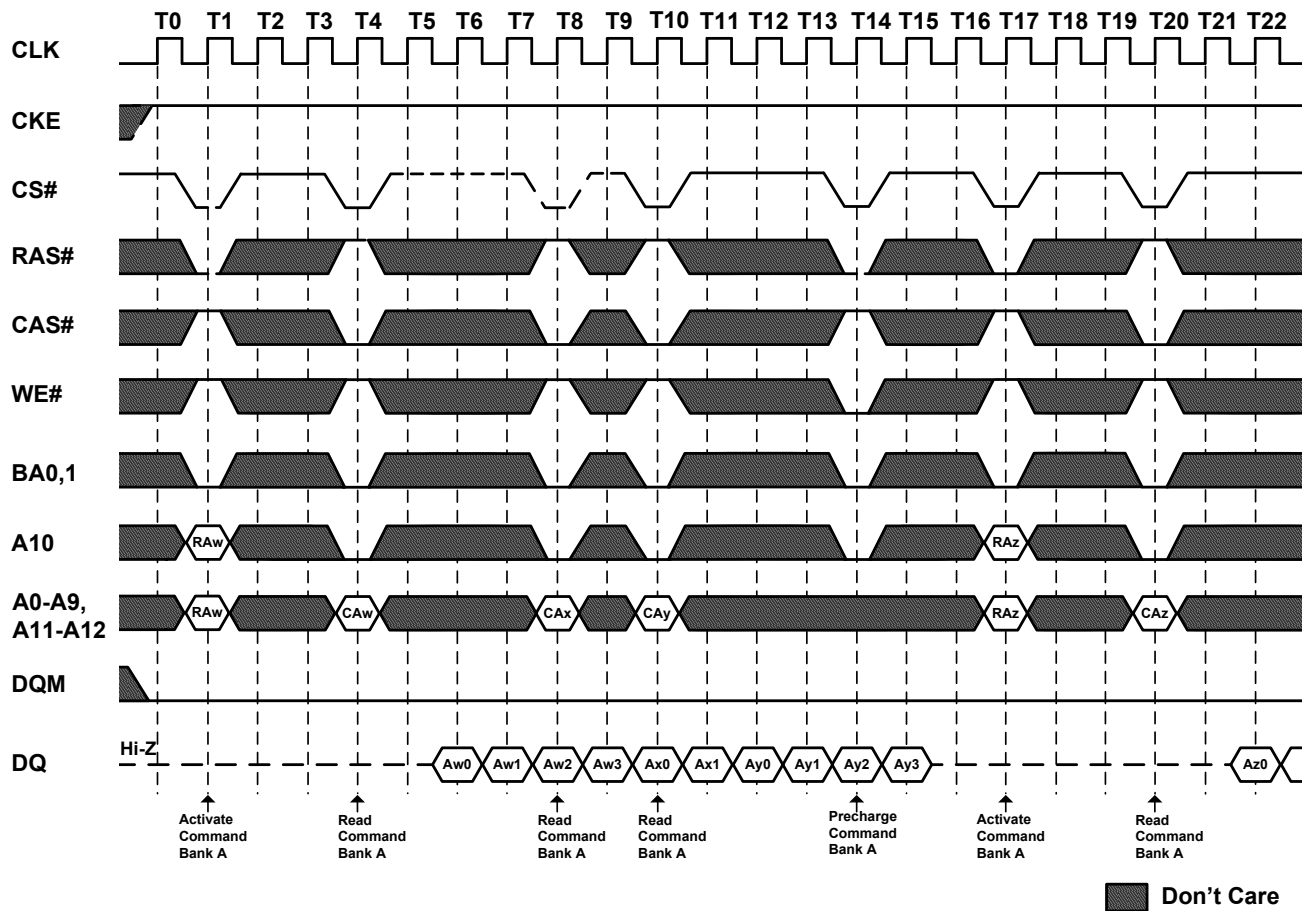 T0 T1 T2 T3 T4 T5 T6 T7 T8 T9 T10 T11 T12 T13 T14 T15 T16 T17 T18 T19 T20 T21 T22
CLK
CKE
CS#
RAS#
CAS#
WE#
BA0,1
A10 RAw RAz
A0-A9,
A11-A12 RAw CAw CAx CAy RAz CAz
DQM
Hi-Z
DQ Aw0 Aw1 Aw2 Aw3 Ax0 Ax1 Ay0 Ay1 Ay2 Ay3 Az0
Activate
Command
Bank A
Read
Command
Bank A
Read
Command
Bank A
Read
Command
Bank A
Precharge
Command
Bank A
Activate
Command
Bank A
Read
Command
Bank A
Don't Care